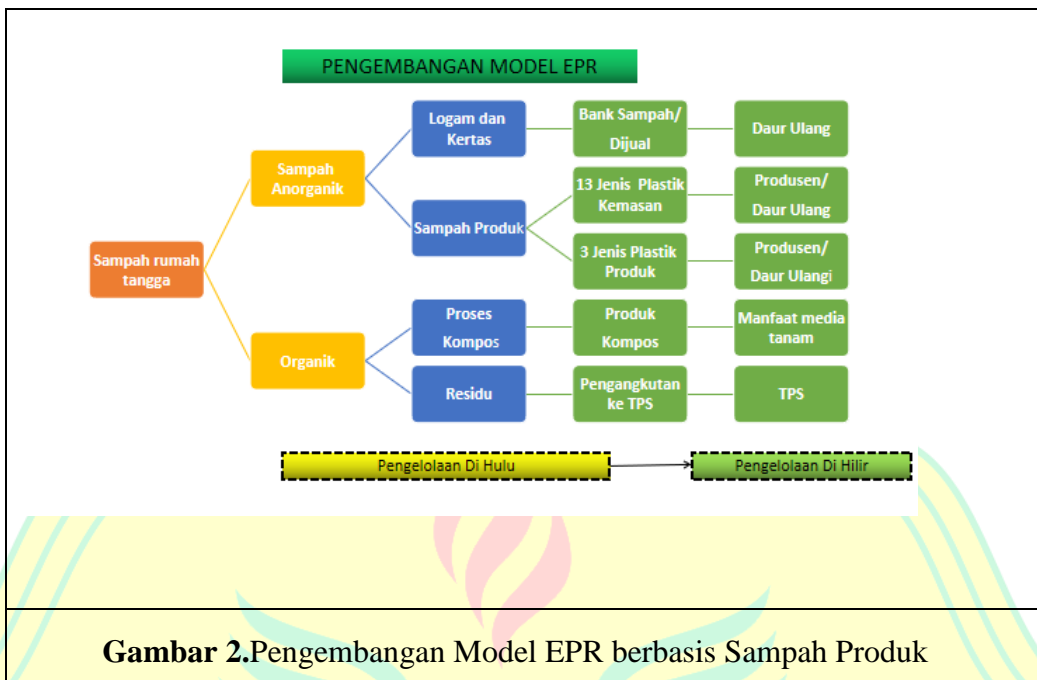 PENGEMBANGAN MODEL EPR
Sampah rumah
tangga
Sampah
Anorganik
Organik
Logam dan
Kertas
Sampah Produk
Proses
Kompos
Residu
Bank Sampah/
Dijual
13 Jenis Plastik
Kemasan
3 Jenis Plastik
Produk
Produk
Kompos
Pengangkutan
ke TPS
Daur Ulang
Produsen/
Daur Ulang
Produsen/
Daur Ulangi
Manfaat media
tanam
TPS
Pengelolaan Di Hulu
Pengelolaan Di Hilir
Gambar 2.Pengembangan Model EPR berbasis Sampah Produk